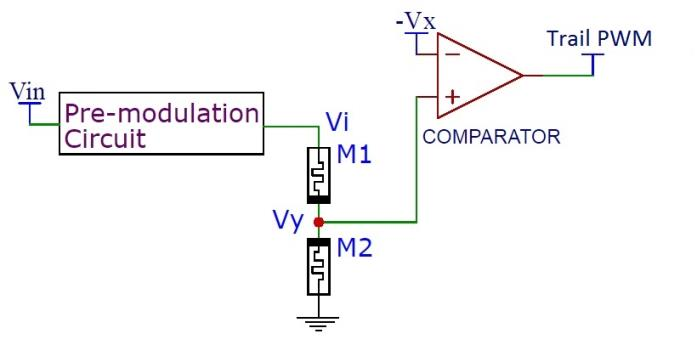 -Vx
Trail PWM
Vin
Pre-modulation
Circuit
Vi
M1
COMPARATOR
Vy
M2